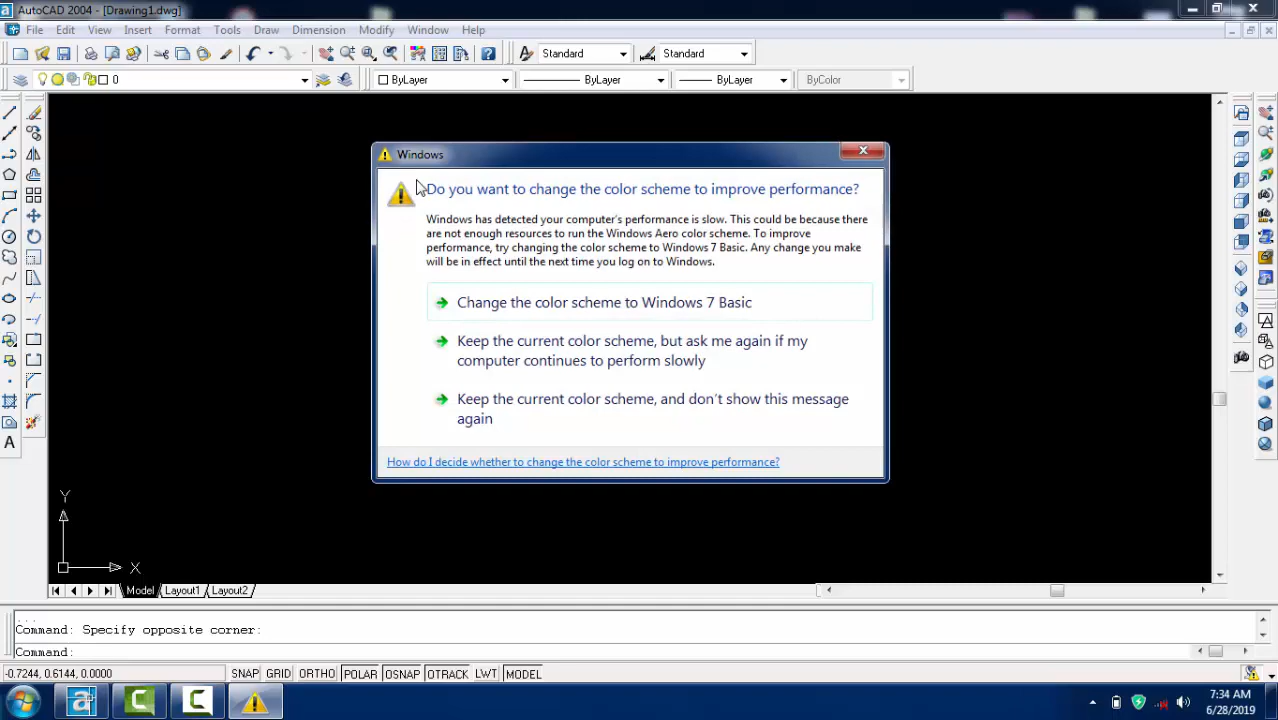 AutoCAD 2004 - [Drawing1.dwg]
File Edit View Insert Format Tools Draw Dimension Modify Window Help
Standard Standard
0 ByLayer ByLayer ByLayer ByColor
Windows
Do you want to change the color scheme to improve performance?
Windows has detected your computer's performance is slow. This could be because there
are not enough resources to run the Windows Aero color scheme. To improve
performance, try changing the color scheme to Windows 7 Basic. Any change you make
will be in effect until the next time you log on to Windows.
Change the color scheme to Windows 7 Basic
Keep the current color scheme, but ask me again if my
computer continues to perform slowly
Keep the current color scheme, and don't show this message
again
How do I decide whether to change the color scheme to improve performance?
A
Y
X
Model Layout1 Layout2
...
Command: Specify opposite corner:
Command:
-0.7244, 0.6144, 0.0000 SNAP GRID ORTHO POLAR OSNAP OTRACK LWT MODEL
7:34 AM
6/28/2019